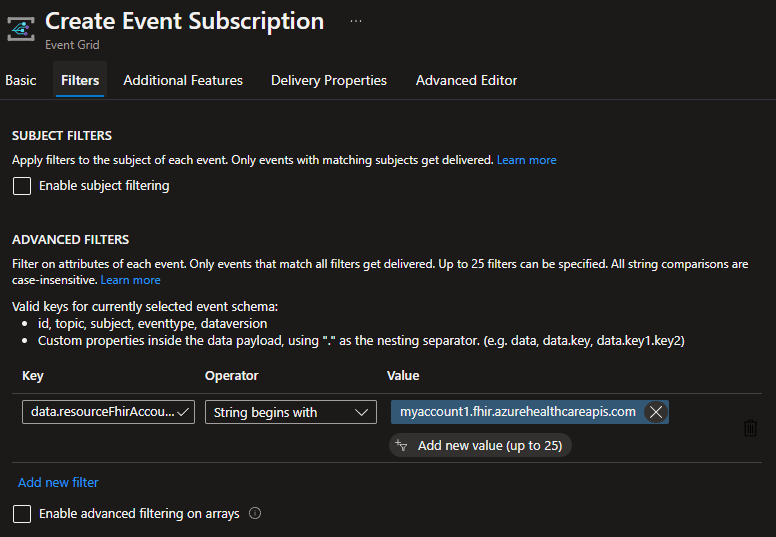 Create Event Subscription ...
Event Grid
Basic Filters Additional Features Delivery Properties Advanced Editor
SUBJECT FILTERS
Apply filters to the subject of each event. Only events with matching subjects get delivered. Learn more
Enable subject filtering
ADVANCED FILTERS
Filter on attributes of each event. Only events that match all filters get delivered. Up to 25 filters can be specified. All string comparisons are
case-insensitive. Learn more
Valid keys for currently selected event schema:
• id, topic, subject, eventtype, dataversion
• Custom properties inside the data payload, using "." as the nesting separator. (e.g. data, data.key, data.key1.key2)
Key Operator Value
data.resourceFhirAccou... String begins with myaccount1.fhir.azurehealthcareapis.com
Add new value (up to 25)
Add new filter
Enable advanced filtering on arrays